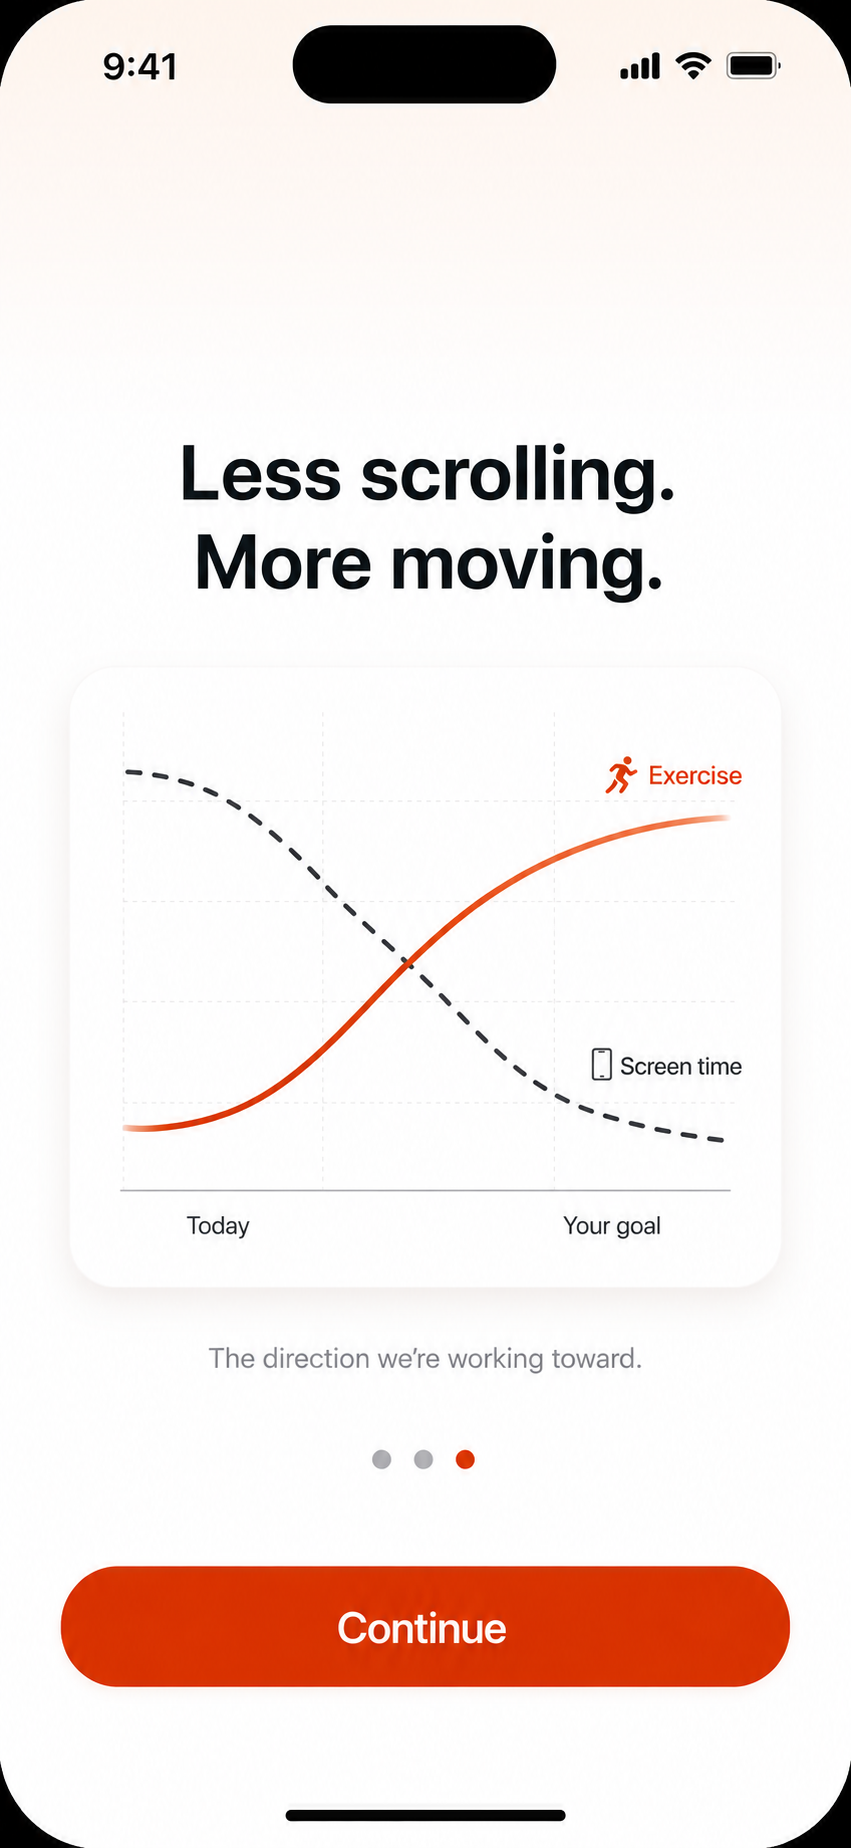 9:41
Less scrolling.
More moving.
Exercise
Screen time
Today
Your goal
The direction we’re working toward.
Continue